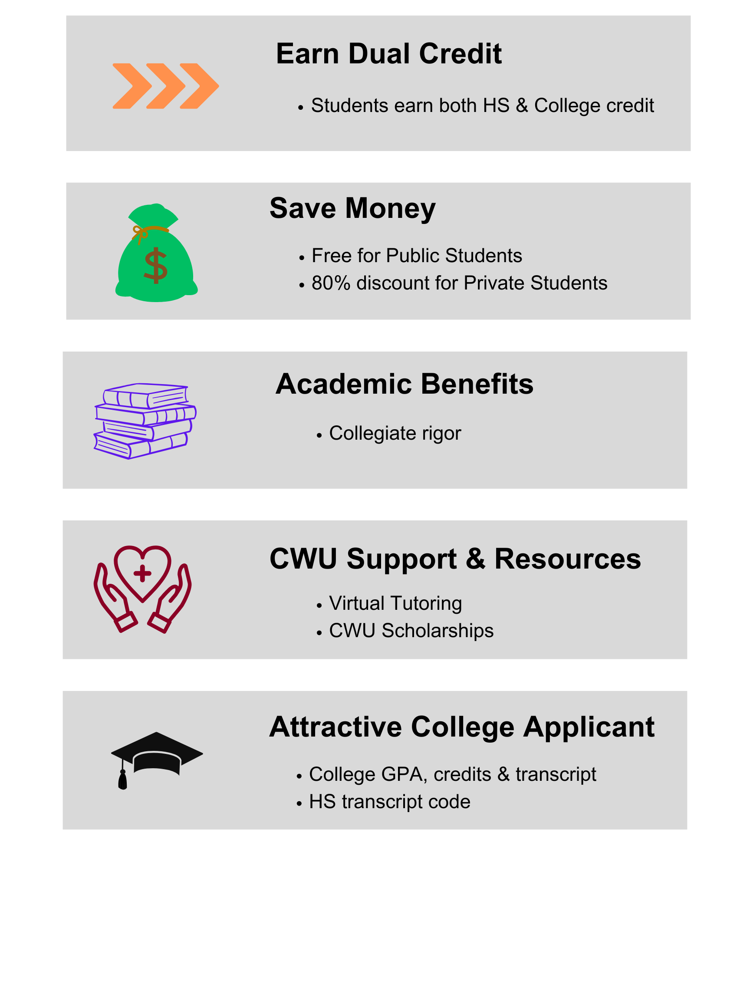 Earn Dual Credit
• Students earn both HS & College credit
$
Save Money
• Free for Public Students
• 80% discount for Private Students
Academic Benefits
• Collegiate rigor
CWU Support & Resources
• Virtual Tutoring
• CWU Scholarships
Attractive College Applicant
• College GPA, credits & transcript
• HS transcript code